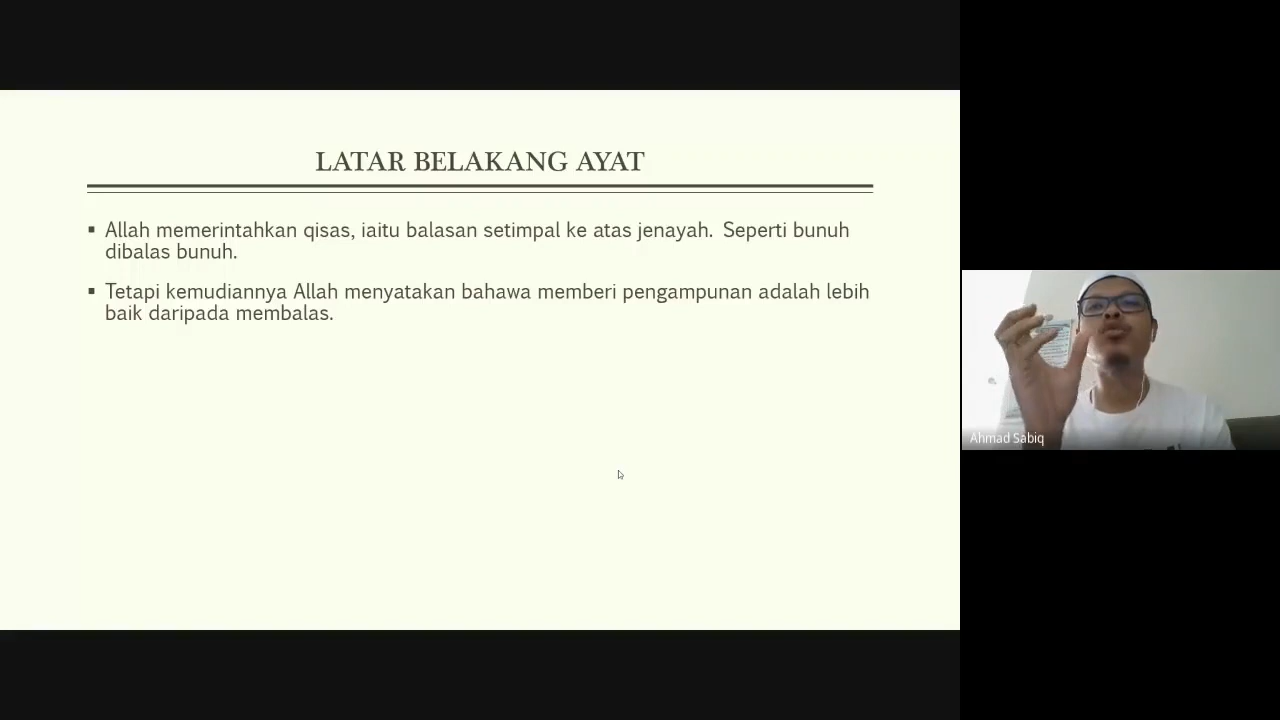 LATAR BELAKANG AYAT
▪ Allah memerintahkan qisas, iaitu balasan setimpal ke atas jenayah. Seperti bunuh
dibalas bunuh.
▪ Tetapi kemudiannya Allah menyatakan bahawa memberi pengampunan adalah lebih
baik daripada membalas.
Ahmad Sabiq